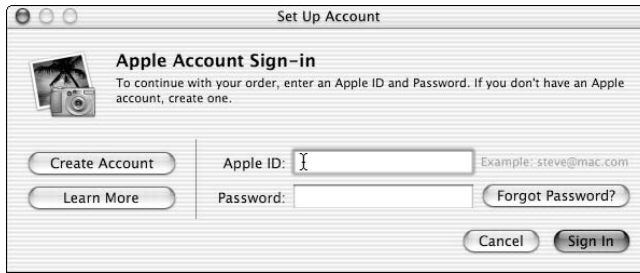 Set Up Account
Apple Account Sign-in
To continue with your order, enter an Apple ID and Password. If you don't have an Apple
account, create one.
Create Account
Apple ID:
Example: steve@mac.com
Learn More
Password:
Forgot Password?
Cancel
Sign In